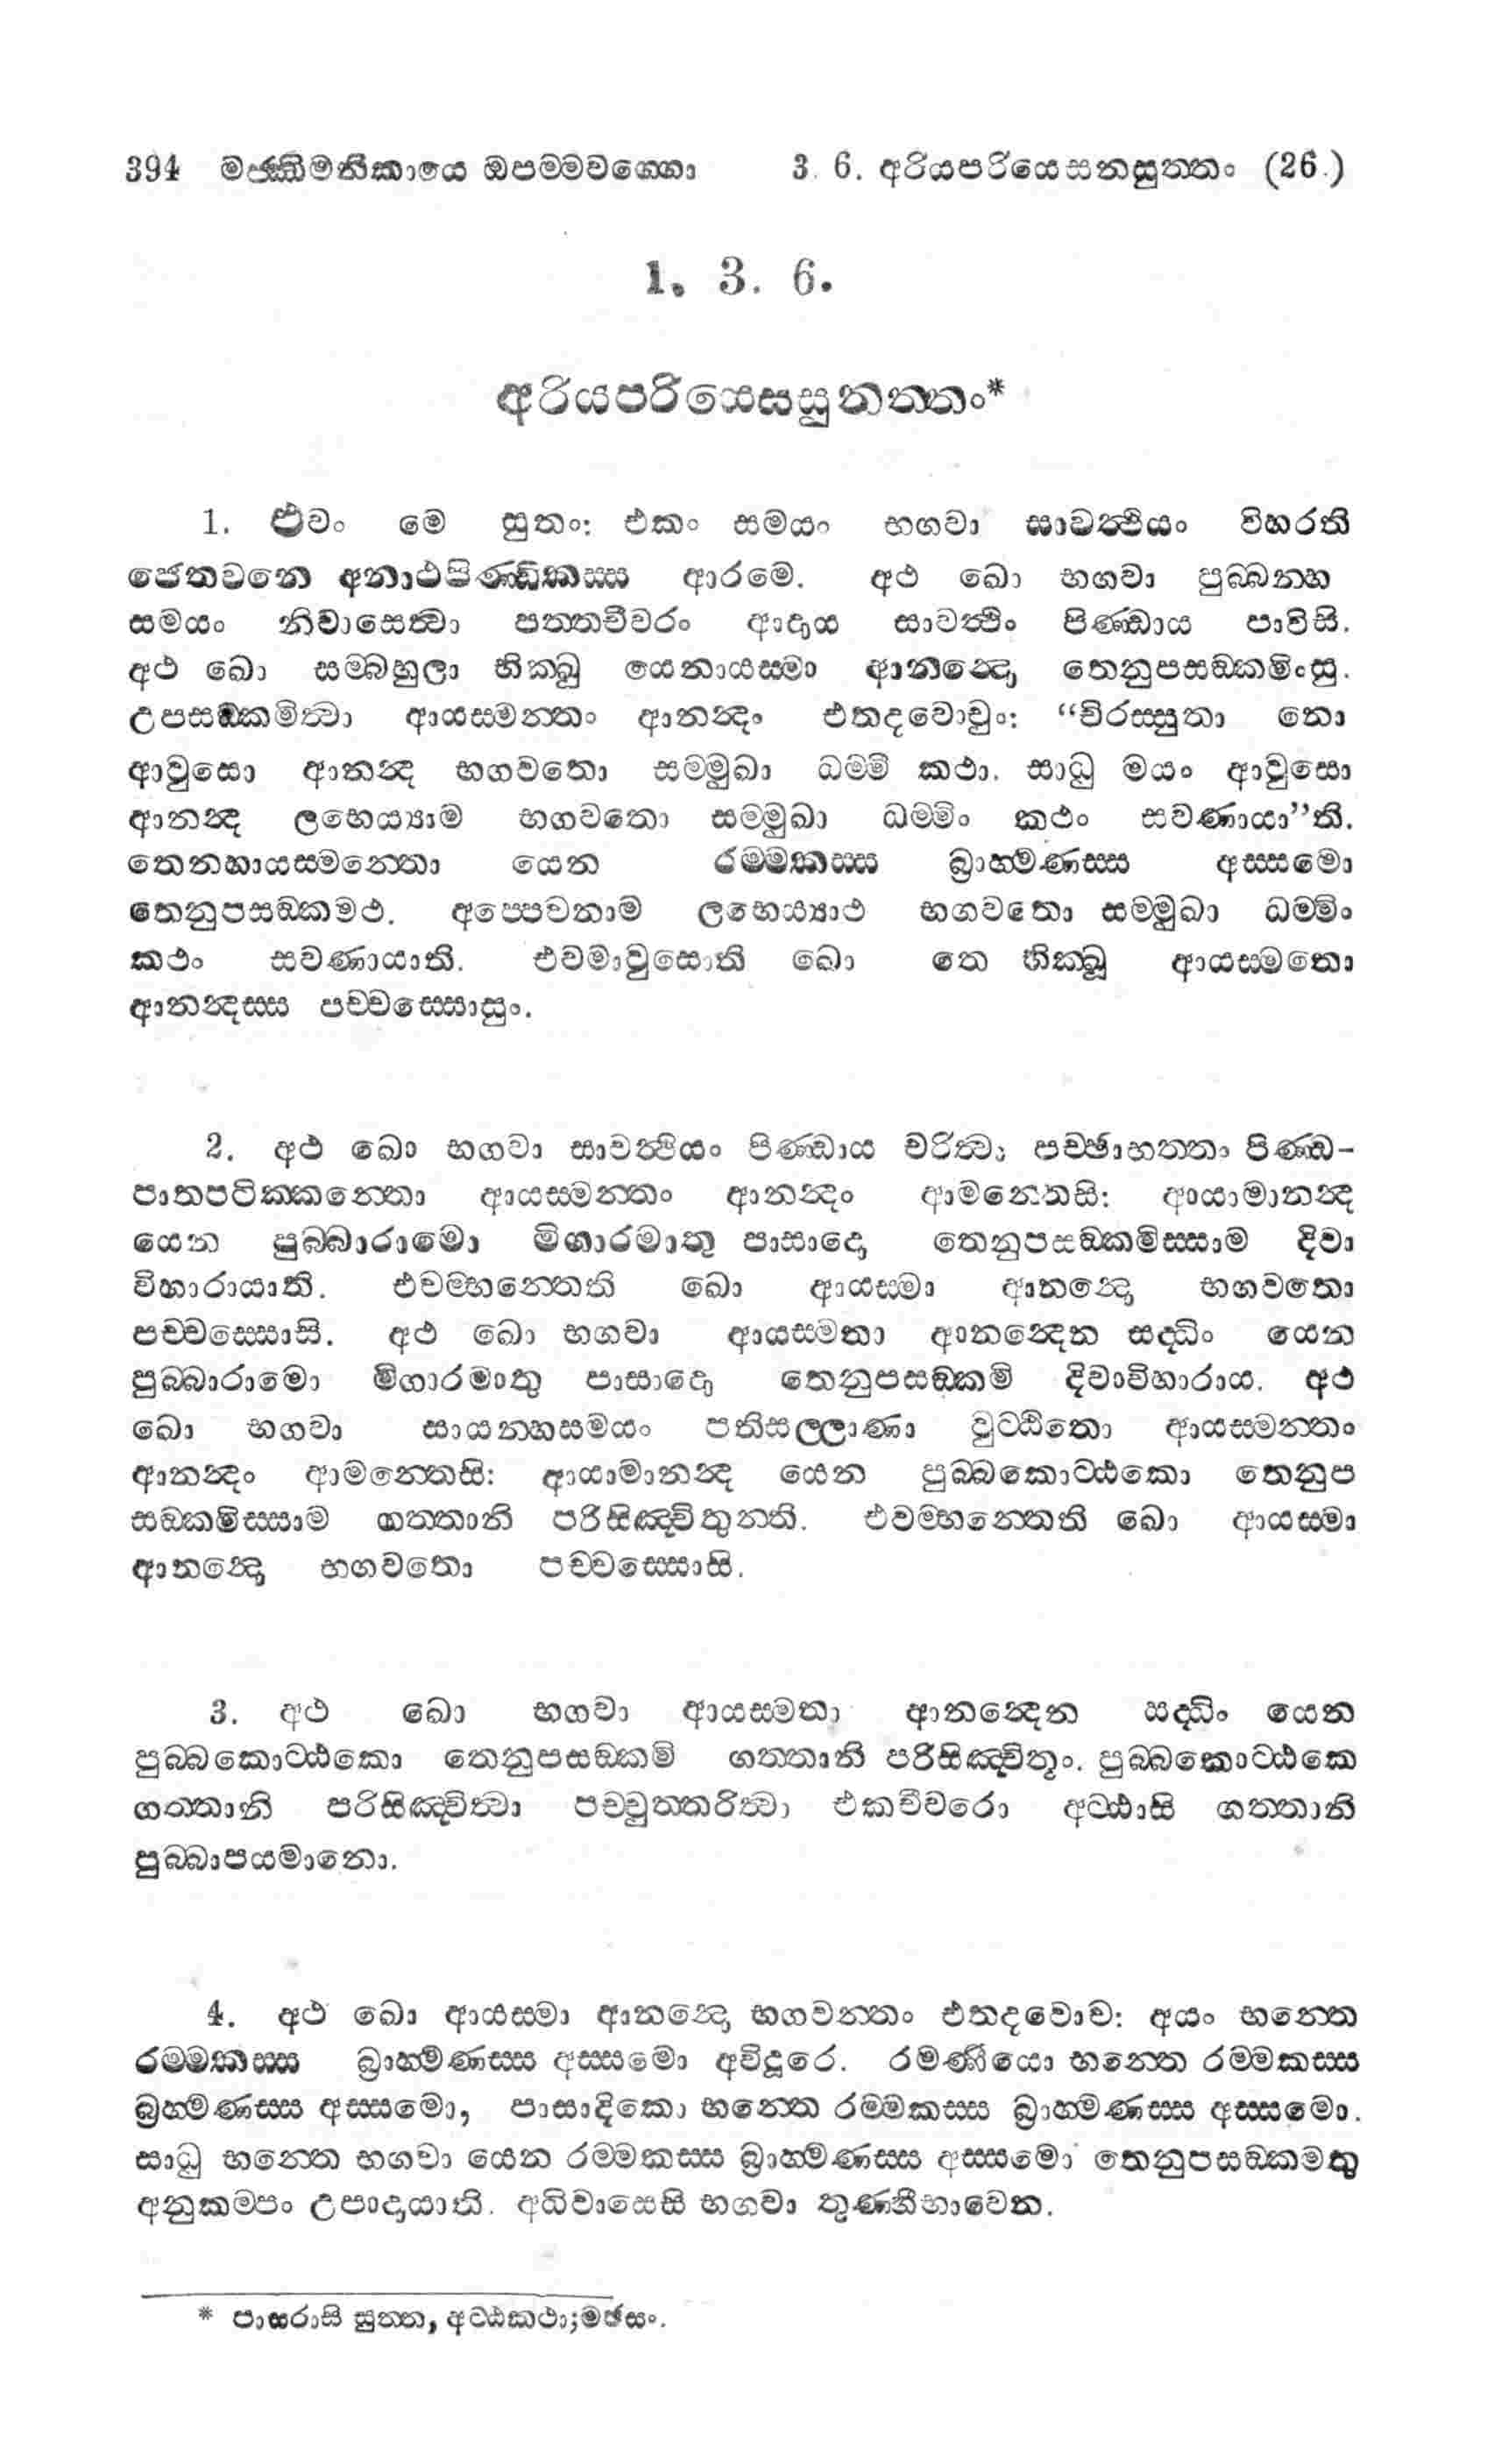 394 මජ්ඣිමනිකායෙ ඔපම්මවග්ගො 3. 6. අරියපරියෙසනසුත්තං (26.)
1. 3. 6.
අරියපරියෙසසුනත්තං*
1. එවං මෙ සුතං: එකං සමයං භගවා සාවත්ථියං විහරති
ජෙතවනෙ අනාථපිණ්ඩිකස්ස ආරමෙ. අථ ඛො භගවා පුබ්බන්හ
සමයං නිවාසෙත්වා පත්තචීවරං ආදාය සාවත්ථිං පිණ්ඩාය පාවිසි.
අථ ඛො සම්බහුලා භික්ඛු යෙනායස්මා ආනන්දො තෙනුපසඞ්කමිංසු.
උපසඞ්කමිත්වා ආයස්මන්තං ආනන්දං එතදවොචුං: “චිරස්සුතා නො
ආවුසො ආනන්ද භගවතො සම්මුඛා ධම්මි කථා. සාධු මයං ආවුසො
ආනන්ද ලභෙය්‍යාම භගවතො සම්මුඛා ධම්මිං කථං සවණායා”ති.
තෙනහායස්මන්තො යෙන රම්මකස්ස බ්‍රාහ්මණස්ස අස්සමො
තෙනුපසඞ්කමථ. අප්පෙවනාම ලභෙය්‍යාථ භගවතො සම්මුඛා ධම්මිං
කථං සවණායාති. එවමාවුසොති ඛො තෙ භික්ඛූ ආයස්මතො
ආනන්දස්ස පච්චස්සොසුං.
2. අථ ඛො භගවා සාවත්ථියං පිණ්ඩාය චරිත්වා පච්ඡාභත්තං පිණ්ඩ-
පාතපටික්කන්තො ආයස්මන්තං ආනන්දං ආමන්තෙසි: ආයාමානන්ද
යෙන පුබ්බාරාමො මිගාරමාතු පාසාදො තෙනුපසඞ්කමිස්සාම දිවා
විහාරායාති. එවම්භන්තෙති ඛො ආයස්මා ආනන්දො භගවතො
පච්චස්සොසි. අථ ඛො භගවා ආයස්මතා ආනන්දෙන සද්ධිං යෙන
පුබ්බාරාමො මිගාරමාතු පාසාදො තෙනුපසඞ්කමි දිවාවිහාරාය. අථ
ඛො භගවා සායන්හසමයං පතිසල්ලාණා වුට්ඨිතො ආයස්මන්තං
ආනන්දං ආමන්තෙසි: ආයාමානන්ද යෙන පුබ්බකොට්ඨකො තෙනුප
සඞ්කමිස්සාම ගත්තානි පරිසිඤ්චිතුන්ති. එවම්භන්තෙති ඛො ආයස්මා
ආනන්දො භගවතො පච්චස්සොසි.
3. අථ ඛො භගවා ආයස්මතා ආනන්දෙන සද්ධිං යෙන
පුබ්බකොට්ඨකො තෙනුපසඞ්කමි ගත්තානි පරිසිඤ්චිතුං. පුබ්බකොට්ඨකෙ
ගත්තානි පරිසිඤ්චිත්වා පච්චුත්තරිත්වා එකචීවරො අට්ඨාසි ගත්තානි
පුබ්බාපයමානො.
4. අථ ඛො ආයස්මා ආනන්දො භගවන්තං එතදවොච: අයං භන්තෙ
රම්මකස්ස බ්‍රාහ්මණස්ස අස්සමො අවිදූරෙ. රමණීයො භන්තෙ රම්මකස්ස
බ්‍රහ්මණස්ස අස්සමො, පාසාදිකො භන්තෙ රම්මකස්ස බ්‍රාහ්මණස්ස අස්සමො.
සාධු භන්තෙ භගවා යෙන රම්මකස්ස බ්‍රාහ්මණස්ස අස්සමො තෙනුපසඞ්කමතු
අනුකම්පං උපාදායාති. අධිවාසෙසි භගවා තුණ්හීභාවෙන.
* පාසරාසි සුත්ත, අට්ඨකථා;මඡසං.